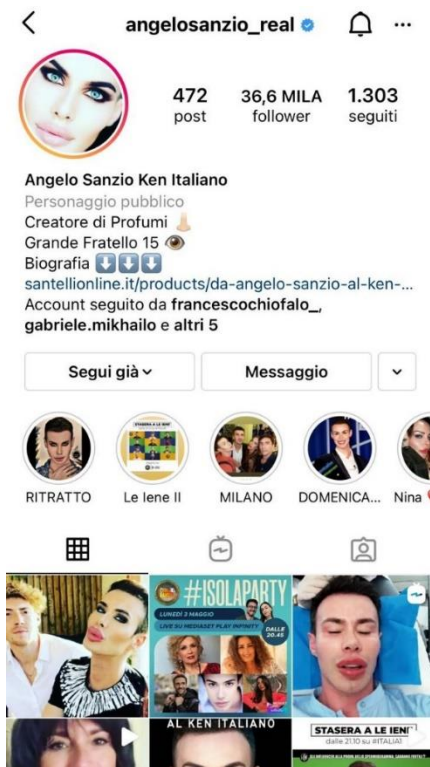 angelosanzio_real
472
36,6 MILA
1.303
post
follower
seguiti
Angelo Sanzio Ken Italiano
Personaggio pubblico
Creatore di Profumi
Grande Fratello 15
Biografia
santellionline.it/products/da-angelo-sanzio-al-ken-...
Account seguito da francescochiofalo_,
gabriele.mikhailo e altri 5
Segui già
Messaggio
RITRATTO
Le Iene II
MILANO
DOMENICA...
Nina
STASERA A LE IENE
#ISOLAPARTY
LUNEDÌ 3 MAGGIO
LIVE SU MEDIASET PLAY INFINITY
DALLE
20.45
AL KEN ITALIANO
STASERA A LE IENE
dalle 21.10 su #ITALIA1